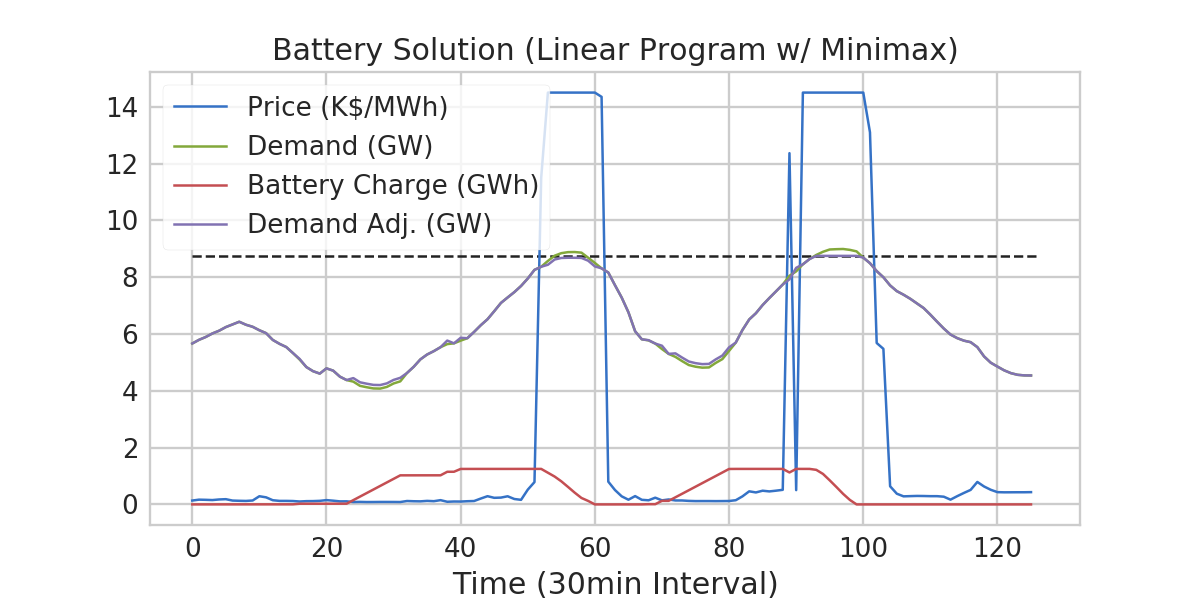 Battery Solution (Linear Program w/ Minimax)
14
12
10
8
6
4
2
0
Price (K$/MWh)
Demand (GW)
Battery Charge (GWh)
Demand Adj. (GW)
0 20 40 60 80 100 120
Time (30min Interval)